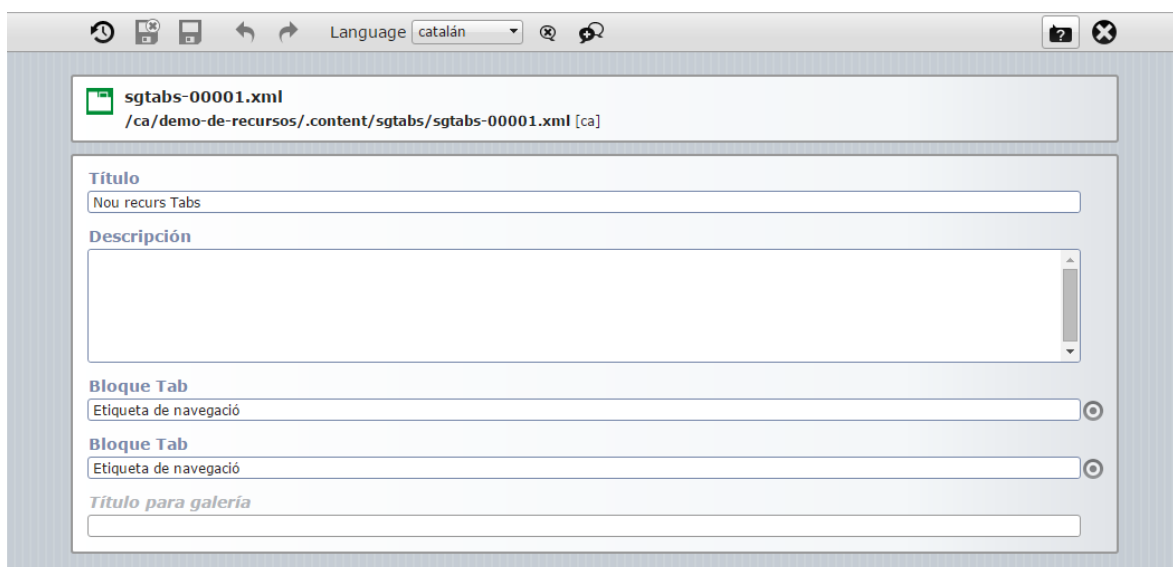 Language catalán
sgtabs-00001.xml
/ca/demo-de-recursos/.content/sgtabs/sgtabs-00001.xml [ca]
Título
Nou recurs Tabs
Descripción
Bloque Tab
Etiqueta de navegació
Bloque Tab
Etiqueta de navegació
Título para galería